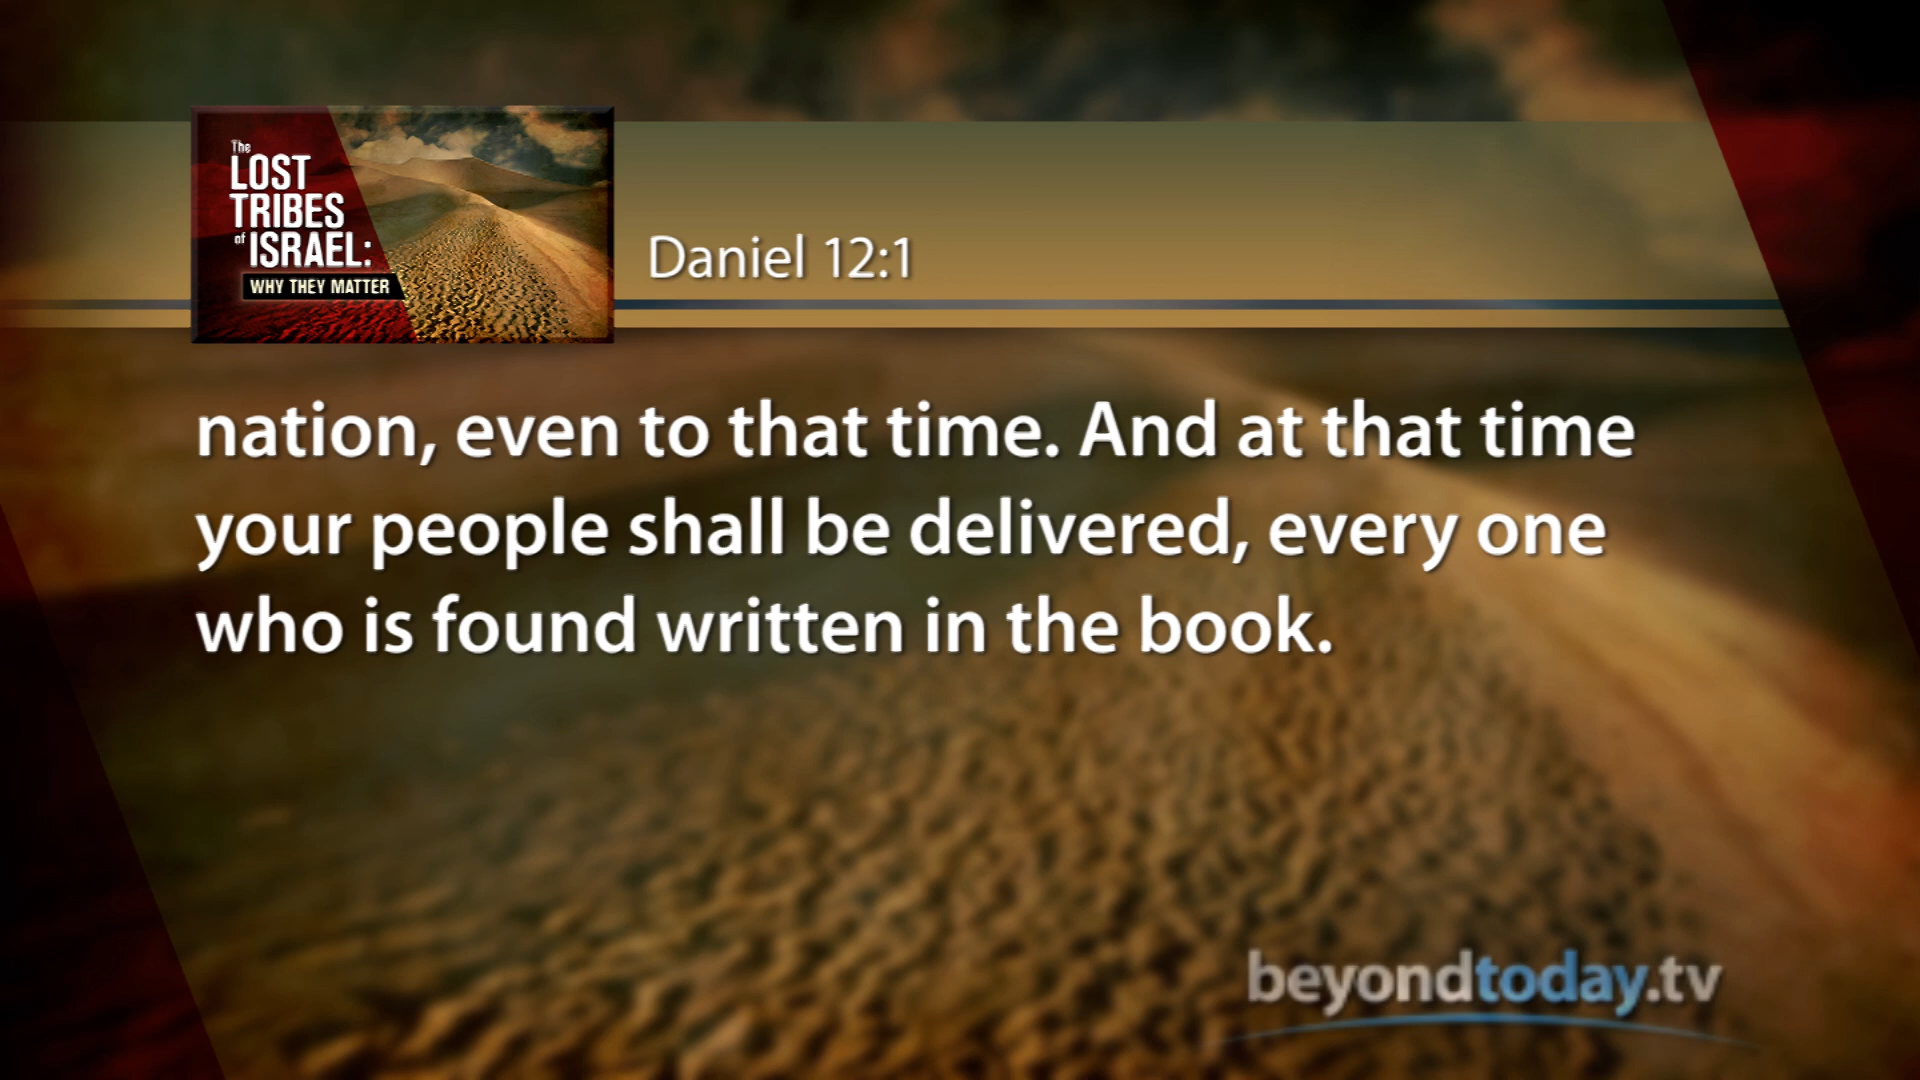 The
LOST
TRIBES
of ISRAEL:
WHY THEY MATTER
Daniel 12:1
nation, even to that time. And at that time
your people shall be delivered, every one
who is found written in the book.
beyondtoday.tv